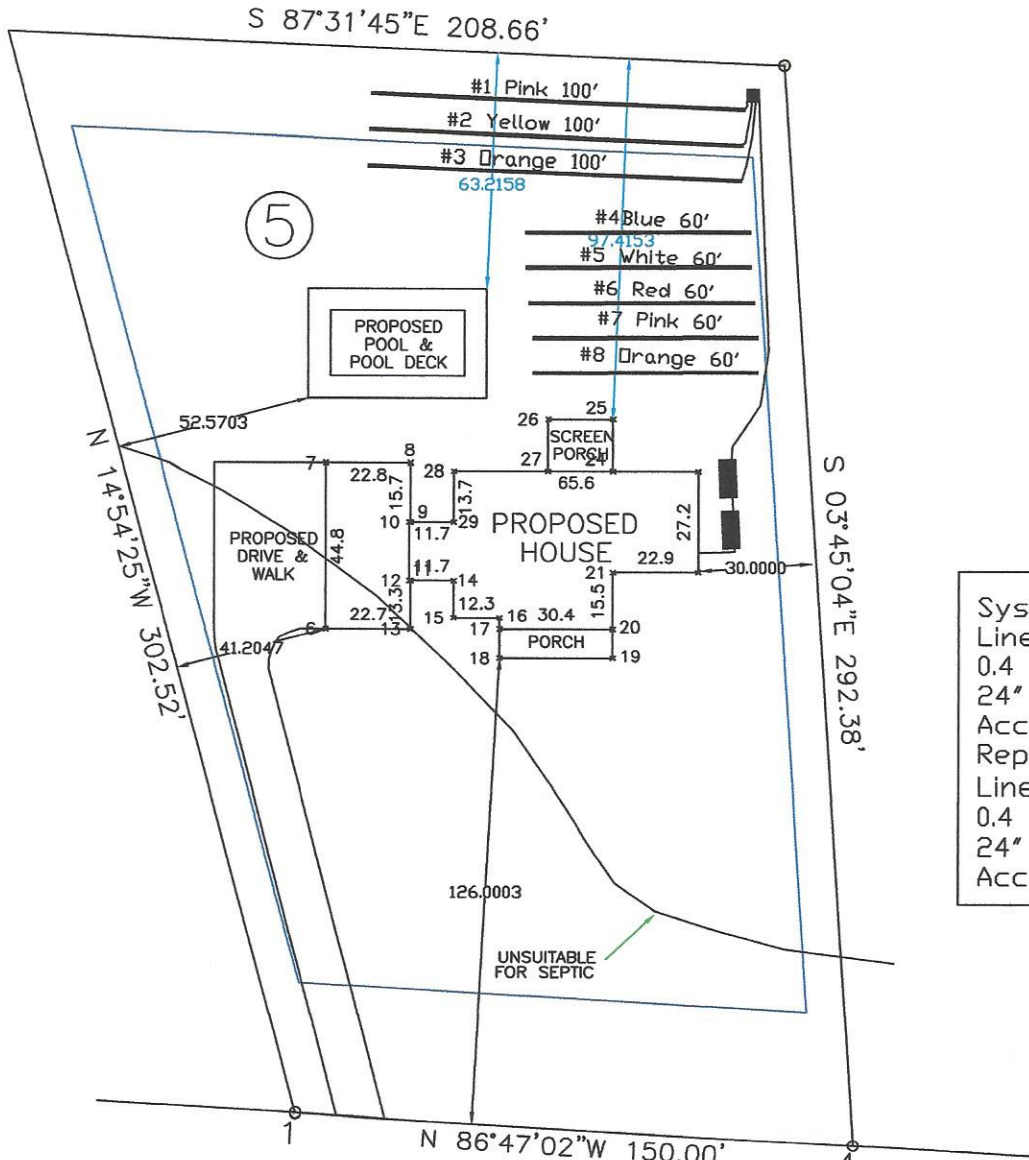 S 87°31'45"E 208.66'
#1 Pink 100'
#2 Yellow 100'
#3 Orange 100'
63.2158
5
#4 Blue 60'
97.4153
#5 White 60'
#6 Red 60'
#7 Pink 60'
#8 Orange 60'
PROPOSED
POOL &
POOL DECK
52.5703
N 14°54'25"W 302.52'
26
25
SCREEN
PORCH
27
24
65.6
7
8
22.8
28
15.7
13.7
9
10
29
11.7
PROPOSED
HOUSE
27.2
PROPOSED
DRIVE &
WALK
44.8
S 03°45'04"E 292.38'
11
11.7
12
14
21
22.9
30.0000
13.3
12.3
15
16
30.4
15.5
22.7
6
13
17
20
PORCH
18
19
41.2047
126.0003
UNSUITABLE
FOR SEPTIC
Sys
Line
0.4
24"
Acc
Rep
Line
0.4
24"
Acc
1
N 86°47'02"W 150.00'